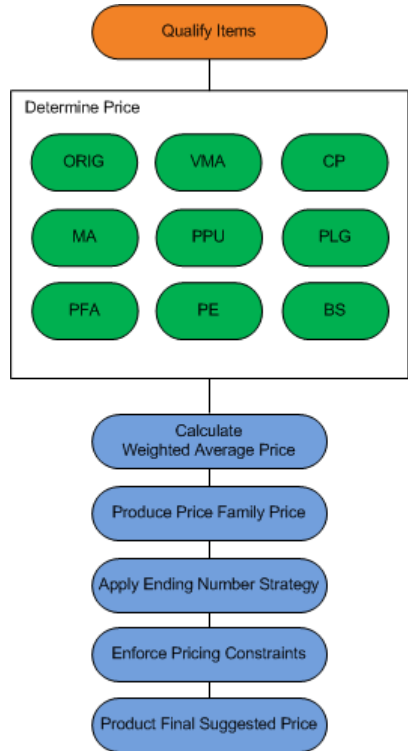 Qualify Items
Determine Price
ORIG
VMA
CP
MA
PPU
PLG
PFA
PE
BS
Calculate
Weighted Average Price
Produce Price Family Price
Apply Ending Number Strategy
Enforce Pricing Constraints
Product Final Suggested Price